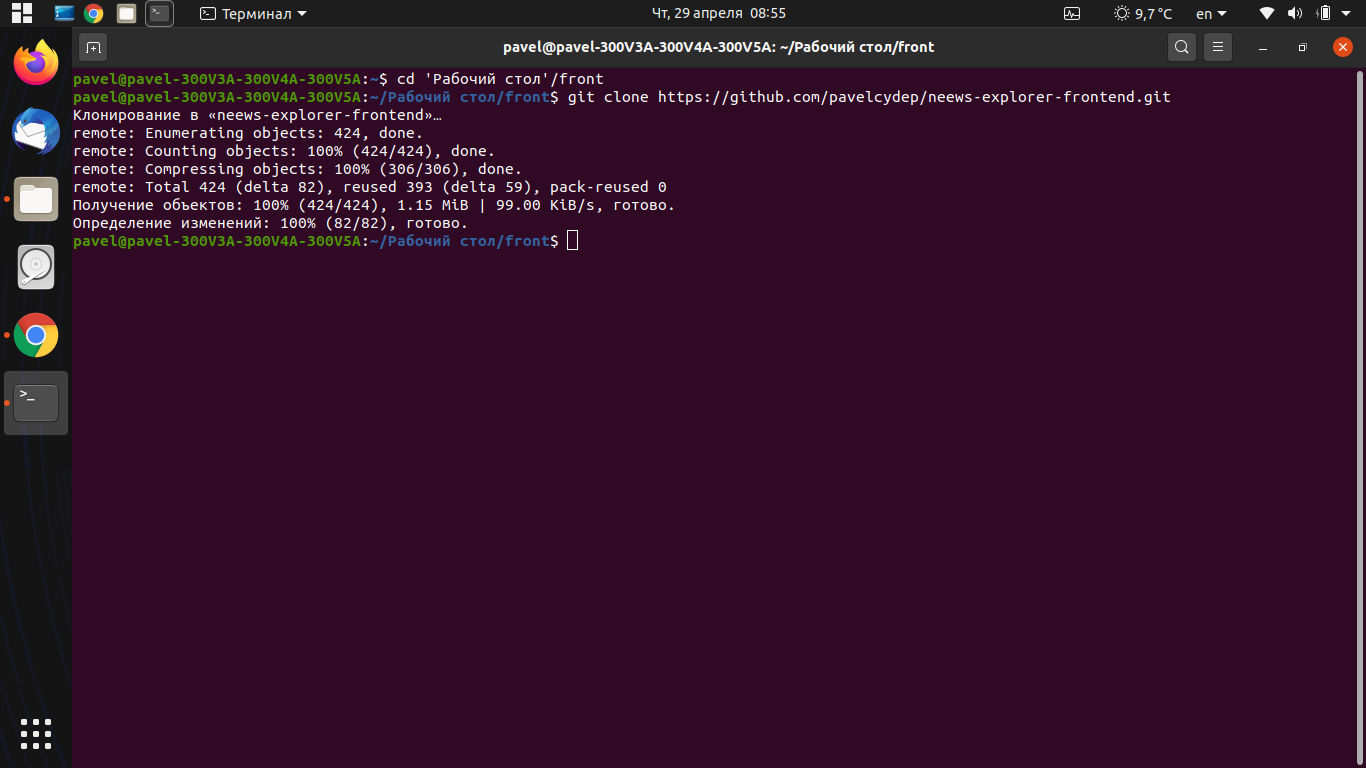 Терминал
Чт, 29 апреля 08:55
9,7 °C
en
pavel@pavel-300V3A-300V4A-300V5A: ~/Рабочий стол/front
pavel@pavel-300V3A-300V4A-300V5A:~$ cd 'Рабочий стол'/front
pavel@pavel-300V3A-300V4A-300V5A:~/Рабочий стол/front$ git clone https://github.com/pavelcydep/neews-explorer-frontend.git
Клонирование в «neews-explorer-frontend»…
remote: Enumerating objects: 424, done.
remote: Counting objects: 100% (424/424), done.
remote: Compressing objects: 100% (306/306), done.
remote: Total 424 (delta 82), reused 393 (delta 59), pack-reused 0
Получение объектов: 100% (424/424), 1.15 MiB | 99.00 KiB/s, готово.
Определение изменений: 100% (82/82), готово.
pavel@pavel-300V3A-300V4A-300V5A:~/Рабочий стол/front$